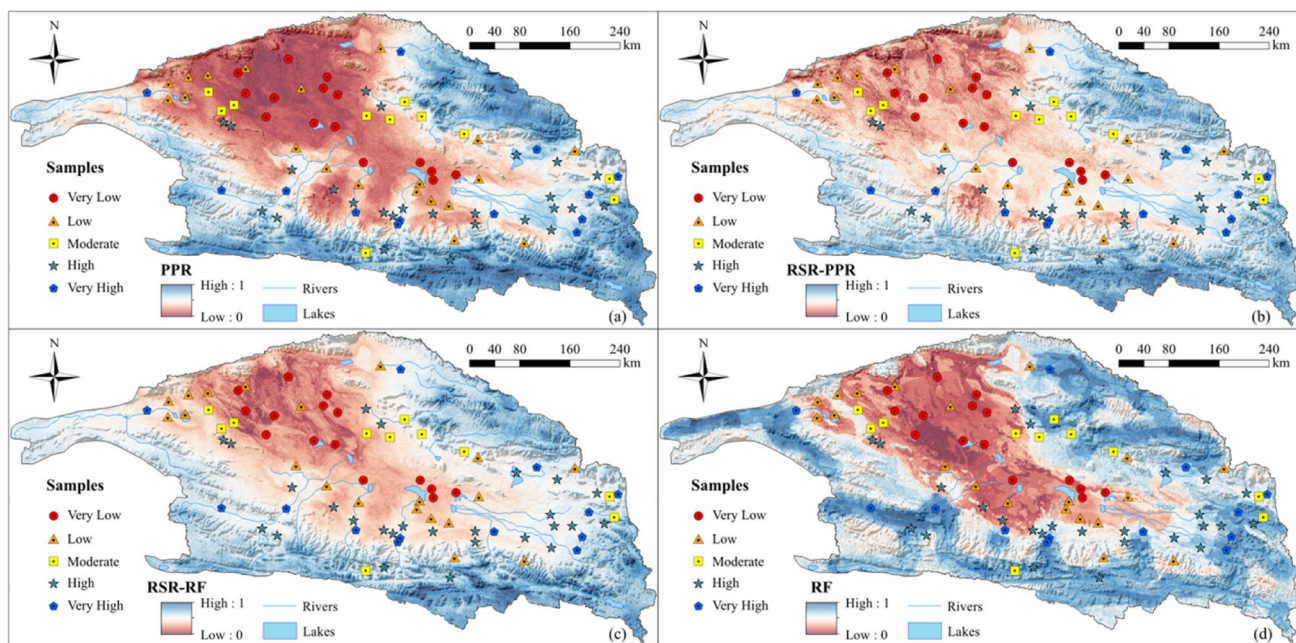 N
0 40 80 160 240
km
Samples
Very Low
Low
Moderate
High
Very High
PPR
High : 1
Low : 0
Rivers
Lakes
(a)
N
0 40 80 160 240
km
Samples
Very Low
Low
Moderate
High
Very High
RSR-PPR
High : 1
Low : 0
Rivers
Lakes
(b)
N
0 40 80 160 240
km
Samples
Very Low
Low
Moderate
High
Very High
RSR-RF
High : 1
Low : 0
Rivers
Lakes
(c)
N
0 40 80 160 240
km
Samples
Very Low
Low
Moderate
High
Very High
RF
High : 1
Low : 0
Rivers
Lakes
(d)